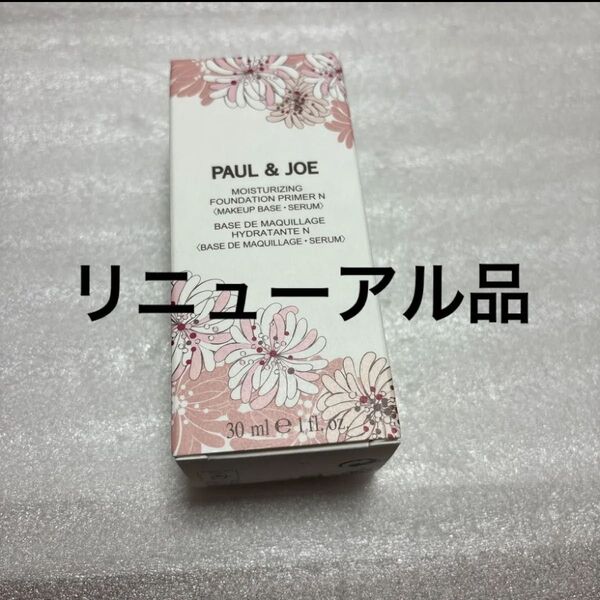 PAUL & JOE
MOISTURIZING
FOUNDATION PRIMER N
〈MAKEUP BASE・SERUM〉
BASE DE MAQUILLAGE
HYDRATANTE N
〈BASE DE MAQUILLAGE・SERUM〉
リニューアル品
30 ml ℮ 1 fl. oz.